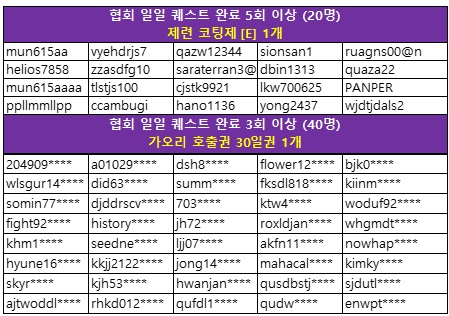 협회 일일 퀘스트 완료 5회 이상 (20명)
제련 코팅제 [E] 1개
mun615aa vyehdrjs7 qazw12344 sionsan1 ruagns00@n
helios7858 zzasdfg10 saraterran3@ dbin1313 quaza22
mun615aaaa tlstjs100 cjstk9921 lkw700625 PANPER
ppllmmllpp ccambugi hano1136 yong2437 wjdtjdals2
협회 일일 퀘스트 완료 3회 이상 (40명)
가오리 호출권 30일권 1개
204909**** a01029**** dsh8**** flower12**** bjk0****
wlsgur14**** did63**** summ**** fksdl818**** kiinm****
somin77**** djddrscv**** 703**** ktw4**** woduf92****
fight92**** history**** jh72**** roxldjan**** whgmdt****
khm1**** seedne**** ljj07**** akfn11**** nowhap****
hyune16**** kkjj2122**** jong14**** mahacal**** kimky****
skyr**** kjh53**** hwanjan**** qusdbstj**** sjdutl****
ajtwoddl**** rhkd012**** qufdl1**** qudw**** enwpt****